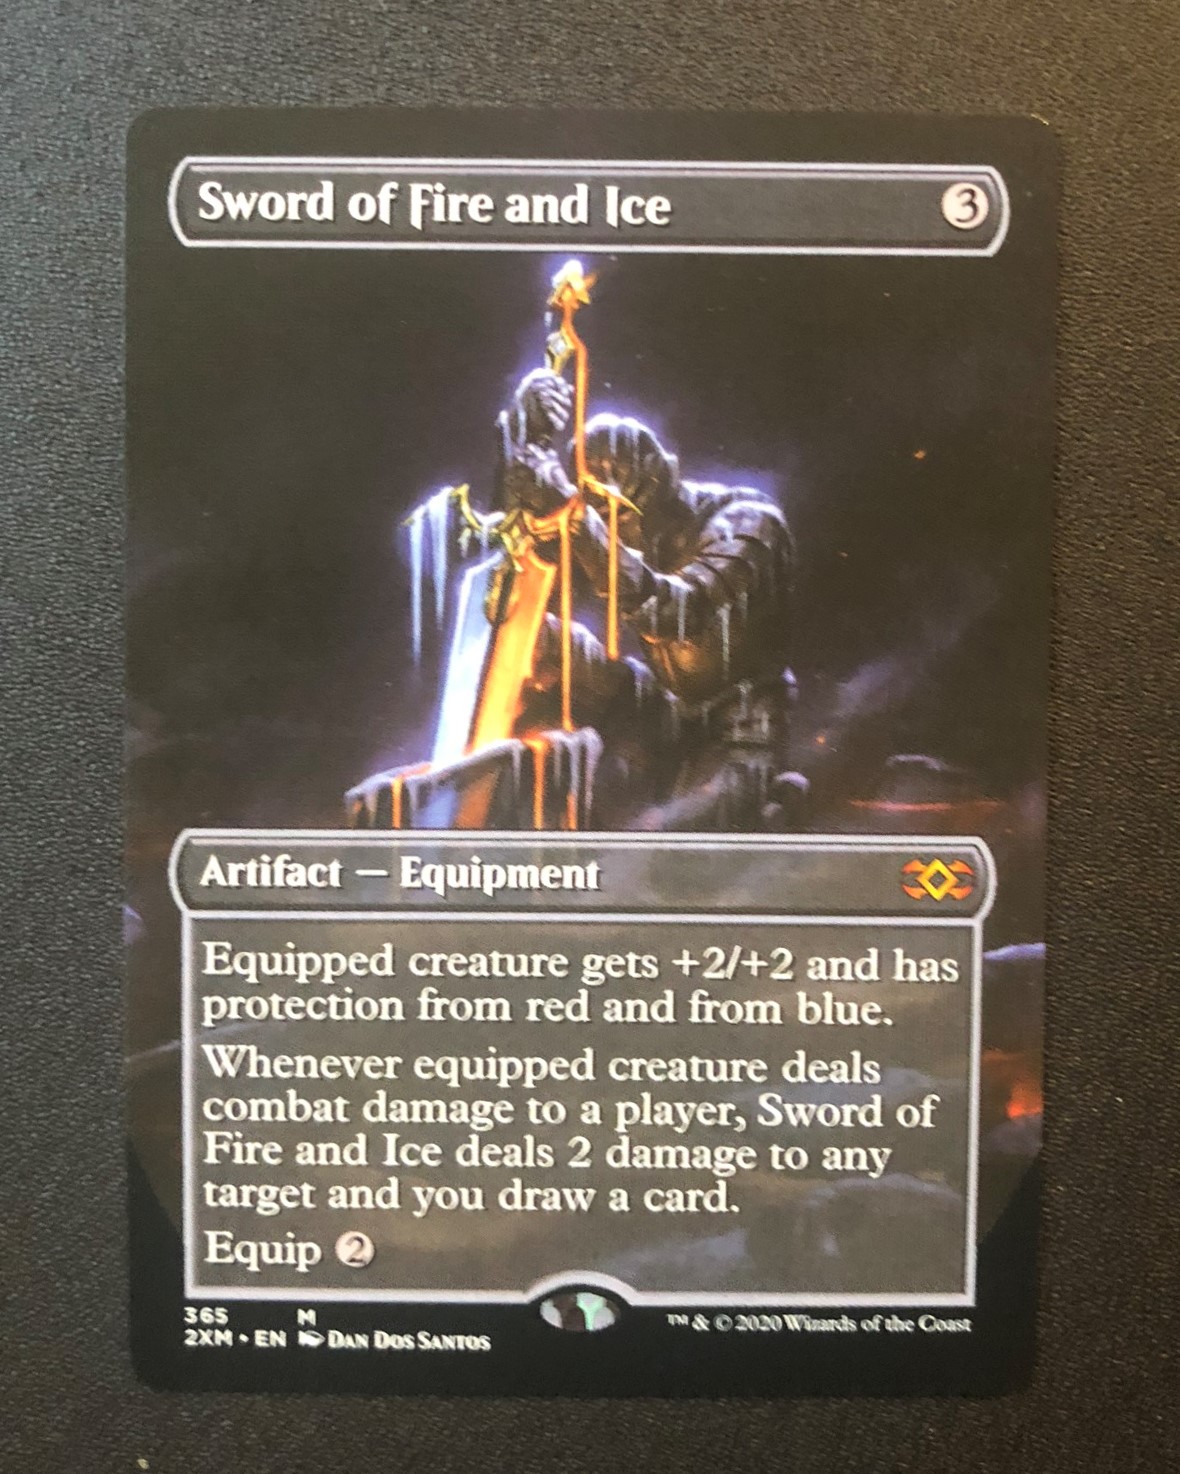 Sword of Fire and Ice 3
Artifact — Equipment
Equipped creature gets +2/+2 and has
protection from red and from blue.
Whenever equipped creature deals
combat damage to a player, Sword of
Fire and Ice deals 2 damage to any
target and you draw a card.
Equip 2
365 M
2XM • EN DAN DOS SANTOS
™ & © 2020 Wizards of the Coast